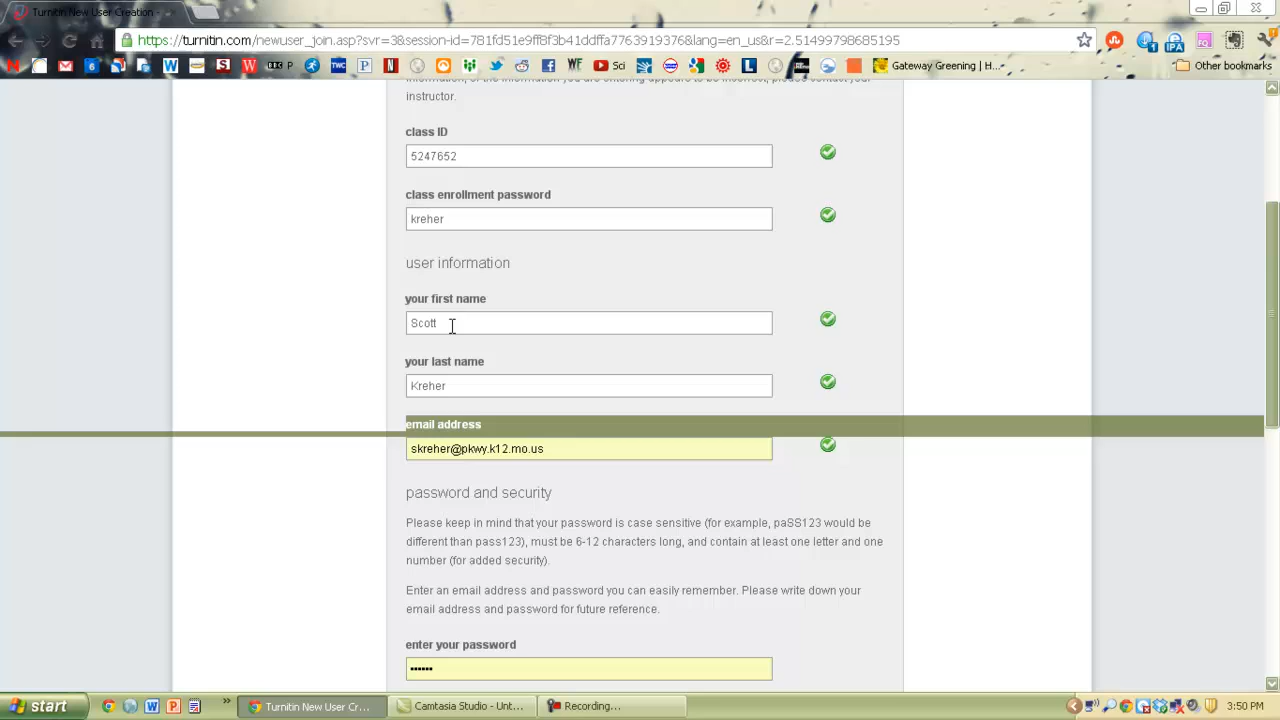 Turnitin New User Creation -
https://turnitin.com/newuser_join.asp?svr=3&session-id=781fd51e9ff8f3b47ddffa7763919376&lang=en_us&r=2.51499798685195
Sci
Gateway Greening | H...
Other bookmarks
instructor.
class ID
5247652
class enrollment password
kreher
user information
your first name
Scott
your last name
Kreher
email address
skreher@pkwy.k12.mo.us
password and security
Please keep in mind that your password is case sensitive (for example, paSS123 would be
different than pass123), must be 6-12 characters long, and contain at least one letter and one
number (for added security).
Enter an email address and password you can easily remember. Please write down your
email address and password for future reference.
enter your password
••••••
start
Turnitin New User Cr...
Camtasia Studio - Unt...
Recording...
3:50 PM